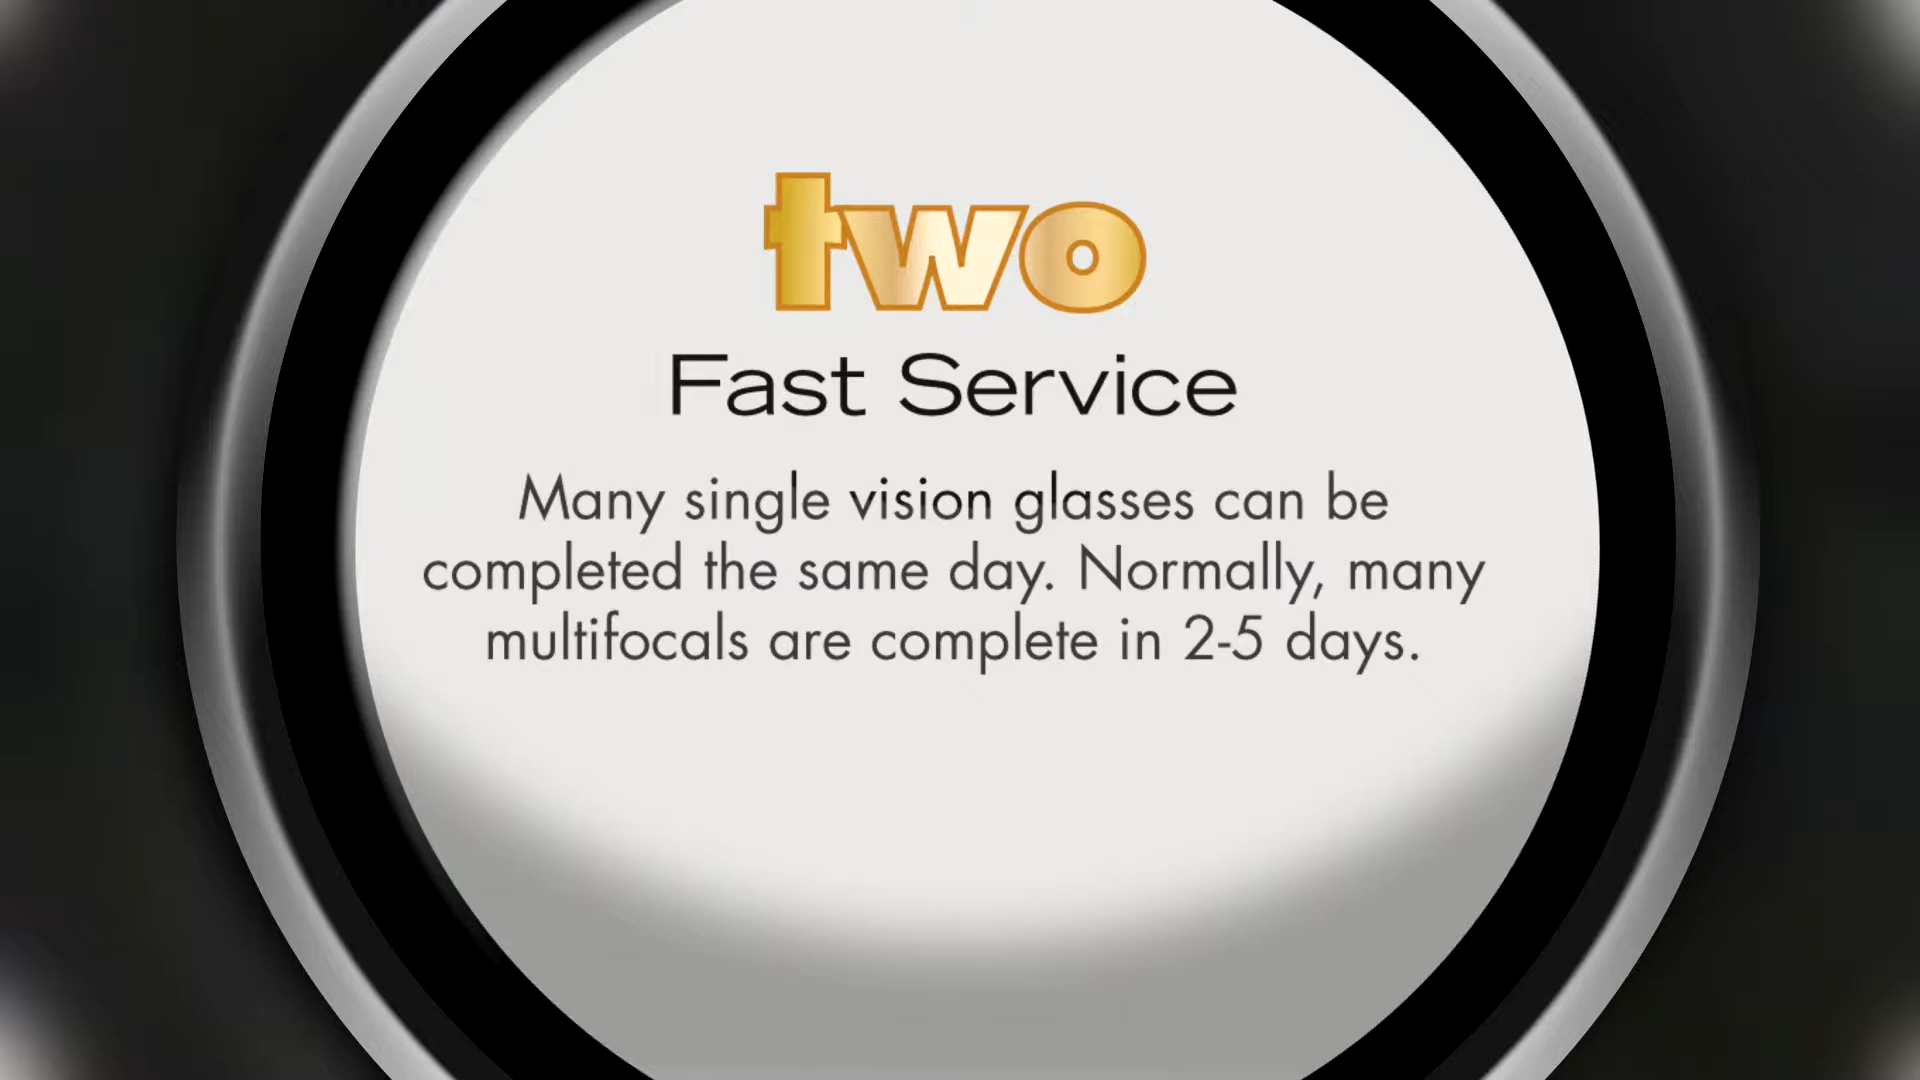 two
Fast Service
Many single vision glasses can be
completed the same day. Normally, many
multifocals are complete in 2-5 days.